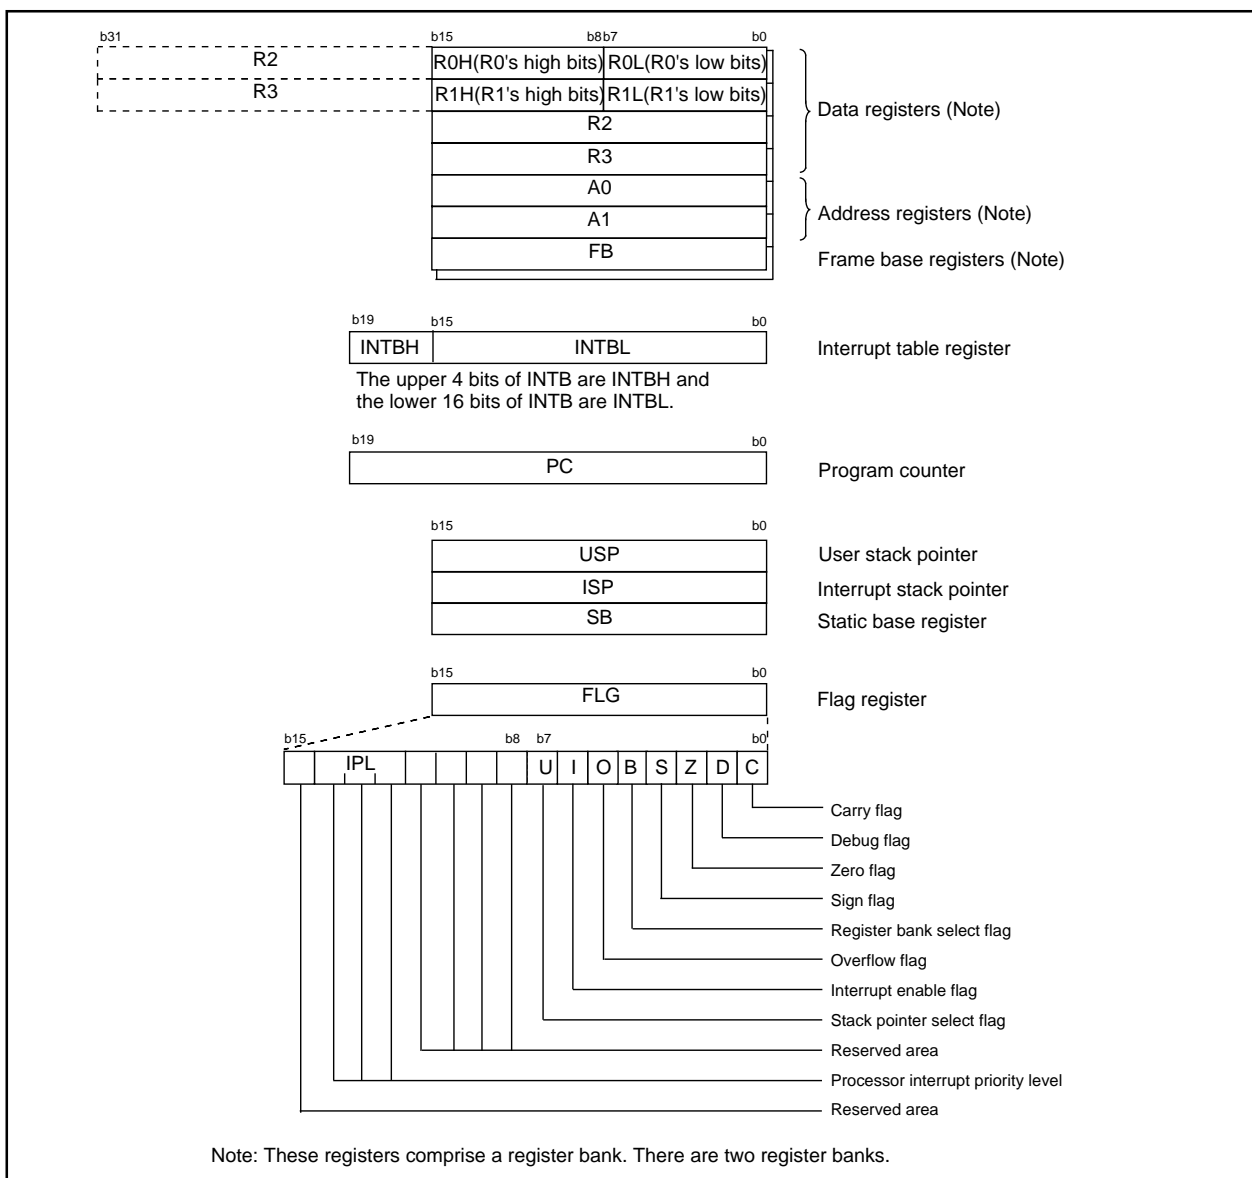 b31 b15 b8 b7 b0
R2 R0H(R0's high bits) R0L(R0's low bits)
R3 R1H(R1's high bits) R1L(R1's low bits)
Data registers (Note)
R2
R3
A0
A1
Address registers (Note)
FB
Frame base registers (Note)
b19 b15 b0
INTBH INTBL Interrupt table register
The upper 4 bits of INTB are INTBH and
the lower 16 bits of INTB are INTBL.
b19 b0
PC Program counter
b15 b0
USP User stack pointer
ISP Interrupt stack pointer
SB Static base register
b15 b0
FLG Flag register
b15 b8 b7 b0
IPL U I O B S Z D C
Carry flag
Debug flag
Zero flag
Sign flag
Register bank select flag
Overflow flag
Interrupt enable flag
Stack pointer select flag
Reserved area
Processor interrupt priority level
Reserved area
Note: These registers comprise a register bank. There are two register banks.